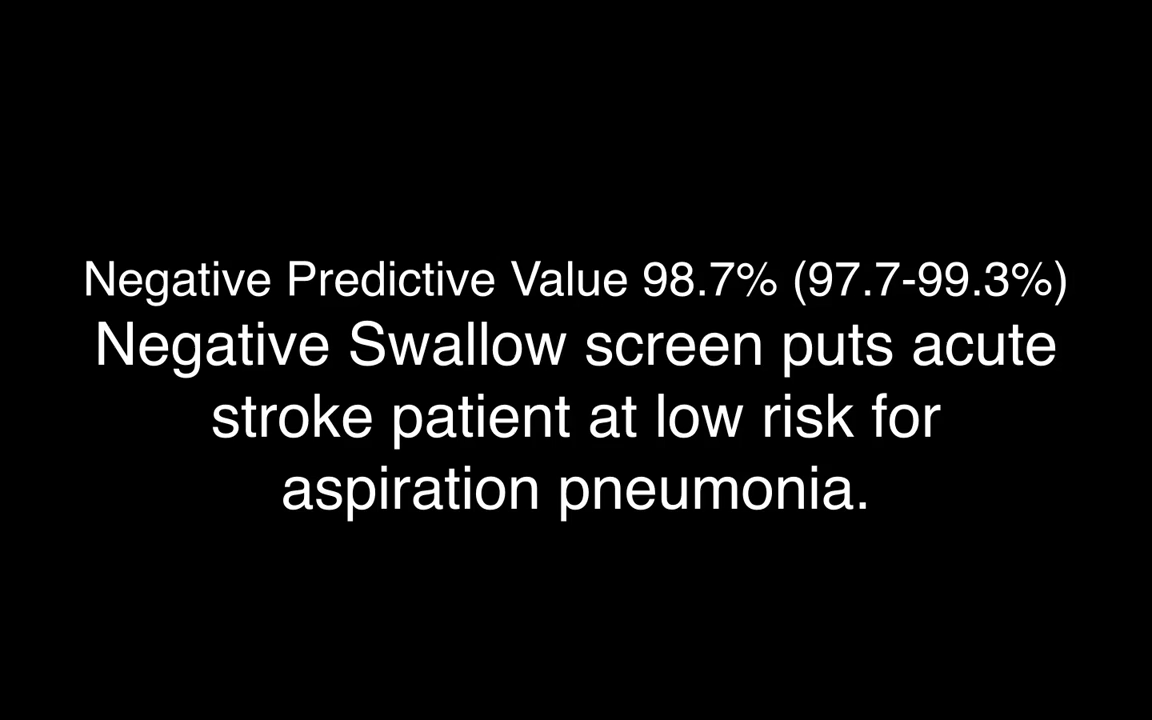 Negative Predictive Value 98.7% (97.7-99.3%)
Negative Swallow screen puts acute
stroke patient at low risk for
aspiration pneumonia.